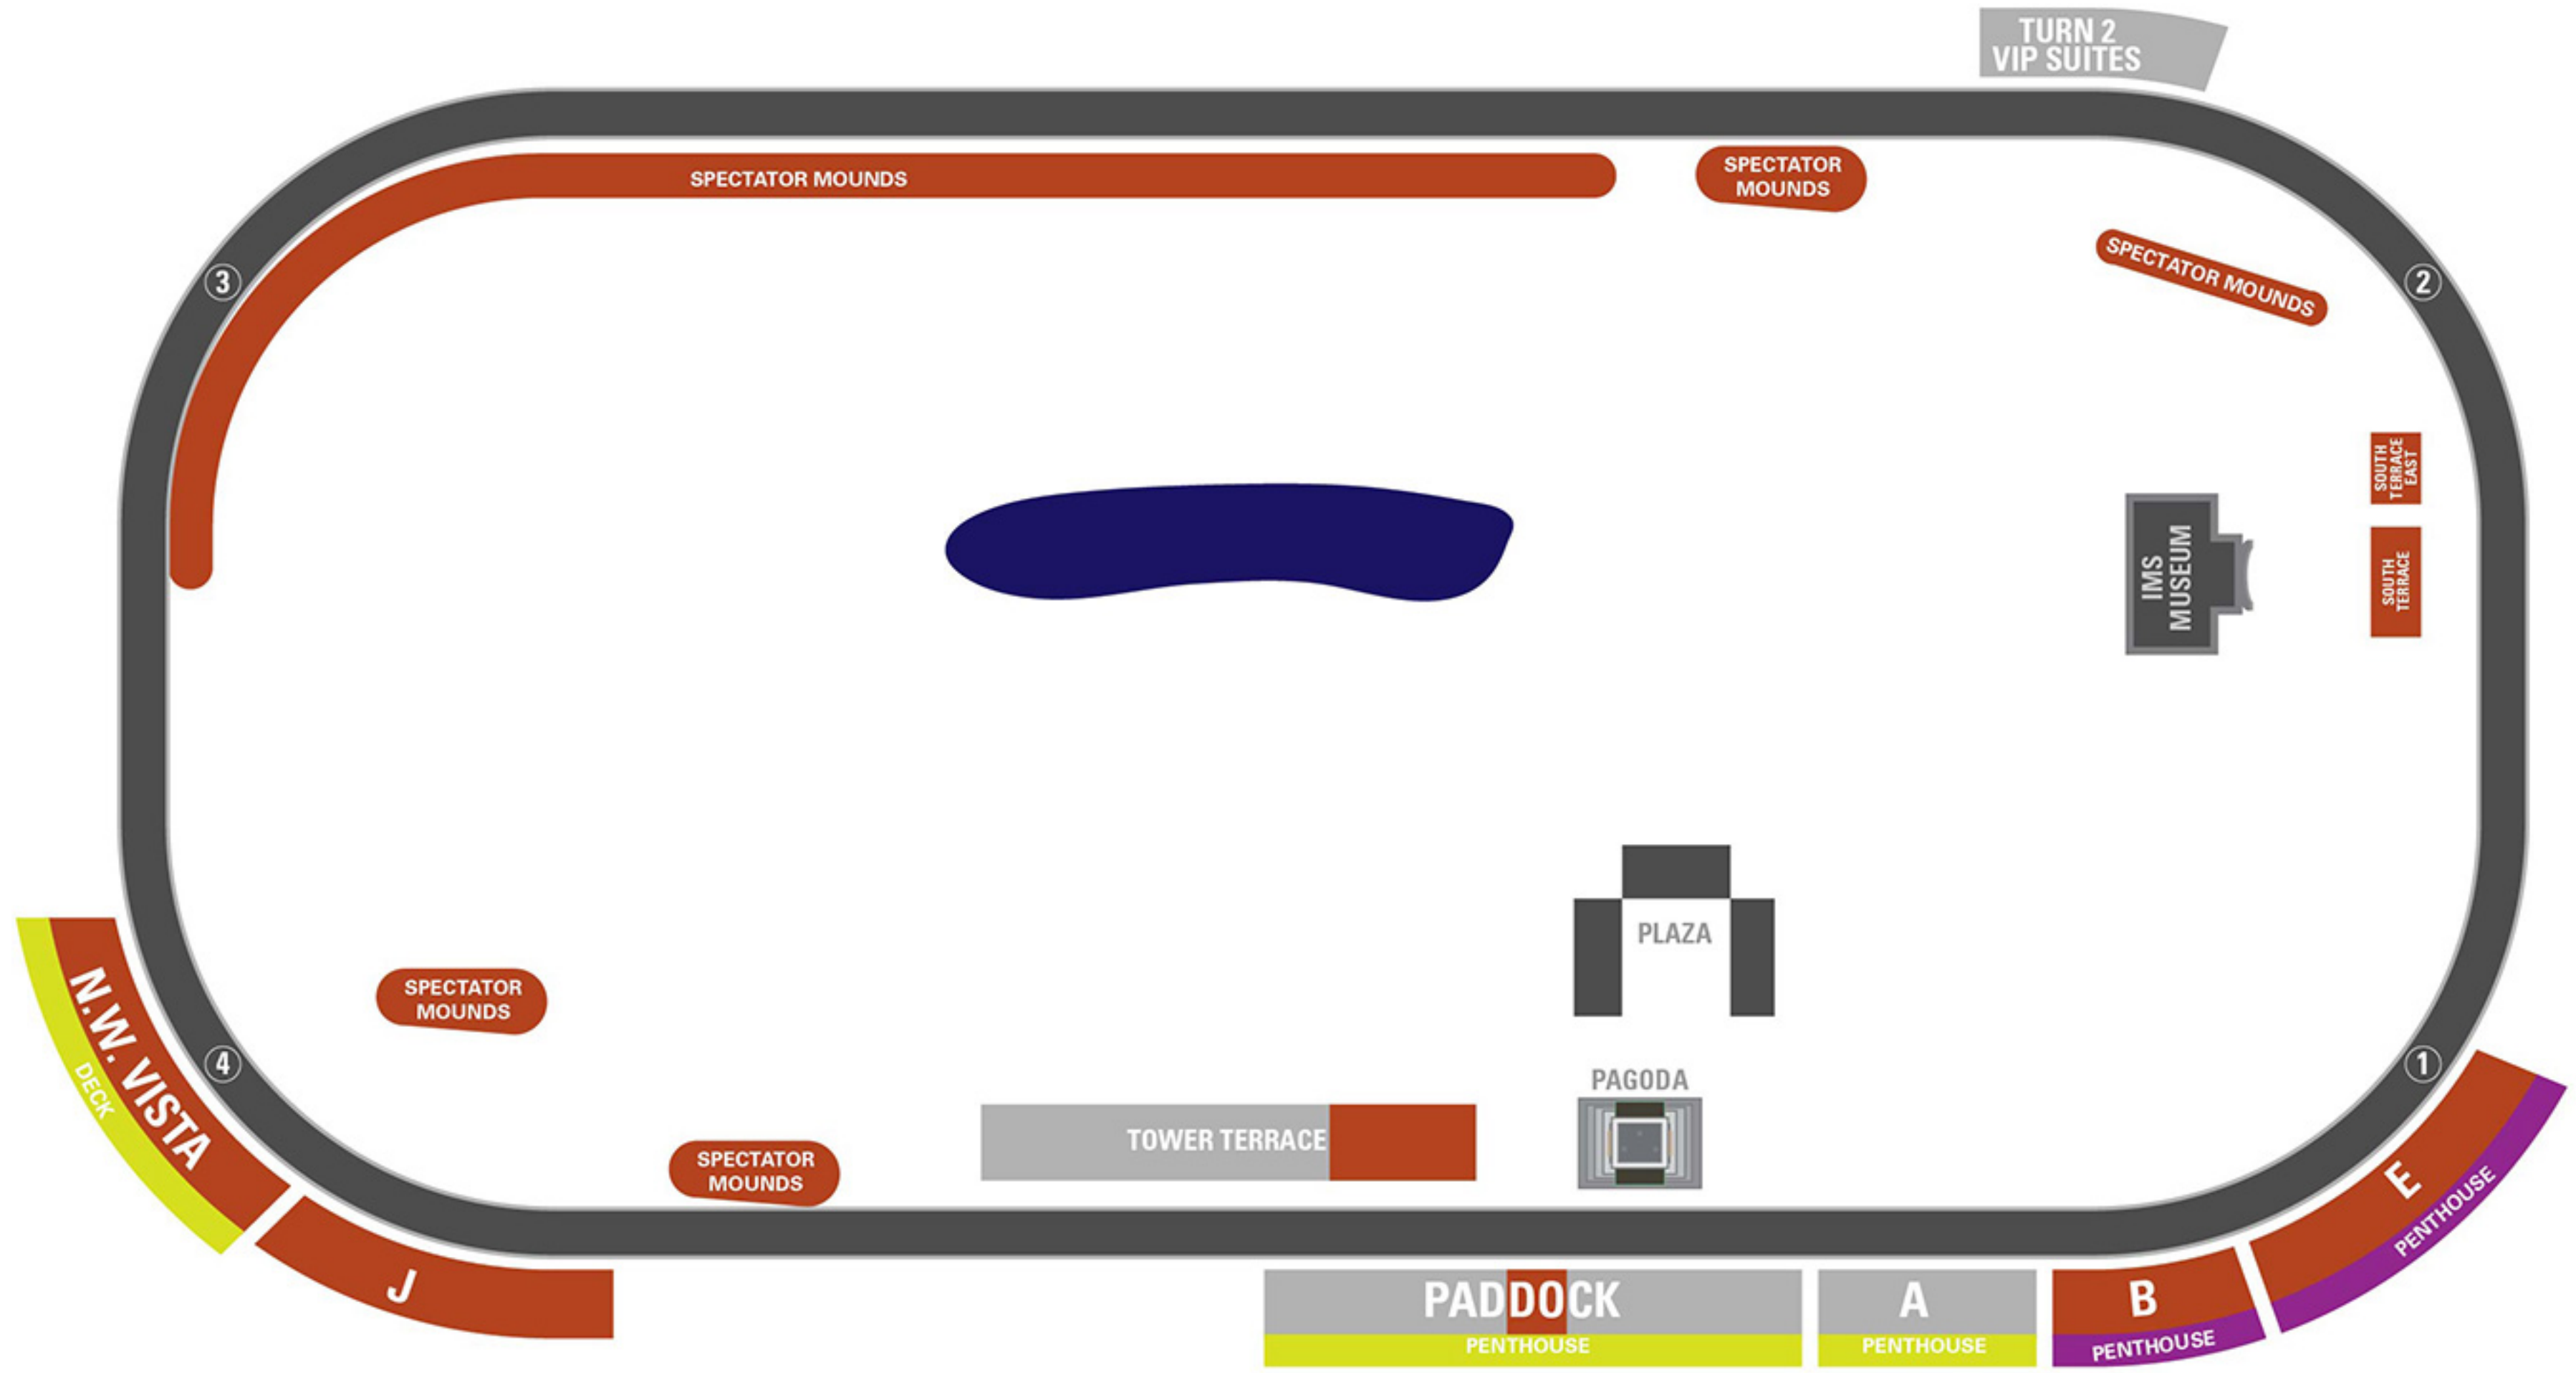 TURN 2
VIP SUITES
SPECTATOR MOUNDS
SPECTATOR
MOUNDS
SPECTATOR MOUNDS
3
2
SOUTH
TERRACE
EAST
IMS
MUSEUM
SOUTH
TERRACE
PLAZA
SPECTATOR
MOUNDS
N.W. VISTA
DECK
4
1
PAGODA
TOWER TERRACE
SPECTATOR
MOUNDS
E
PENTHOUSE
J
PADDOCK
PENTHOUSE
A
PENTHOUSE
B
PENTHOUSE